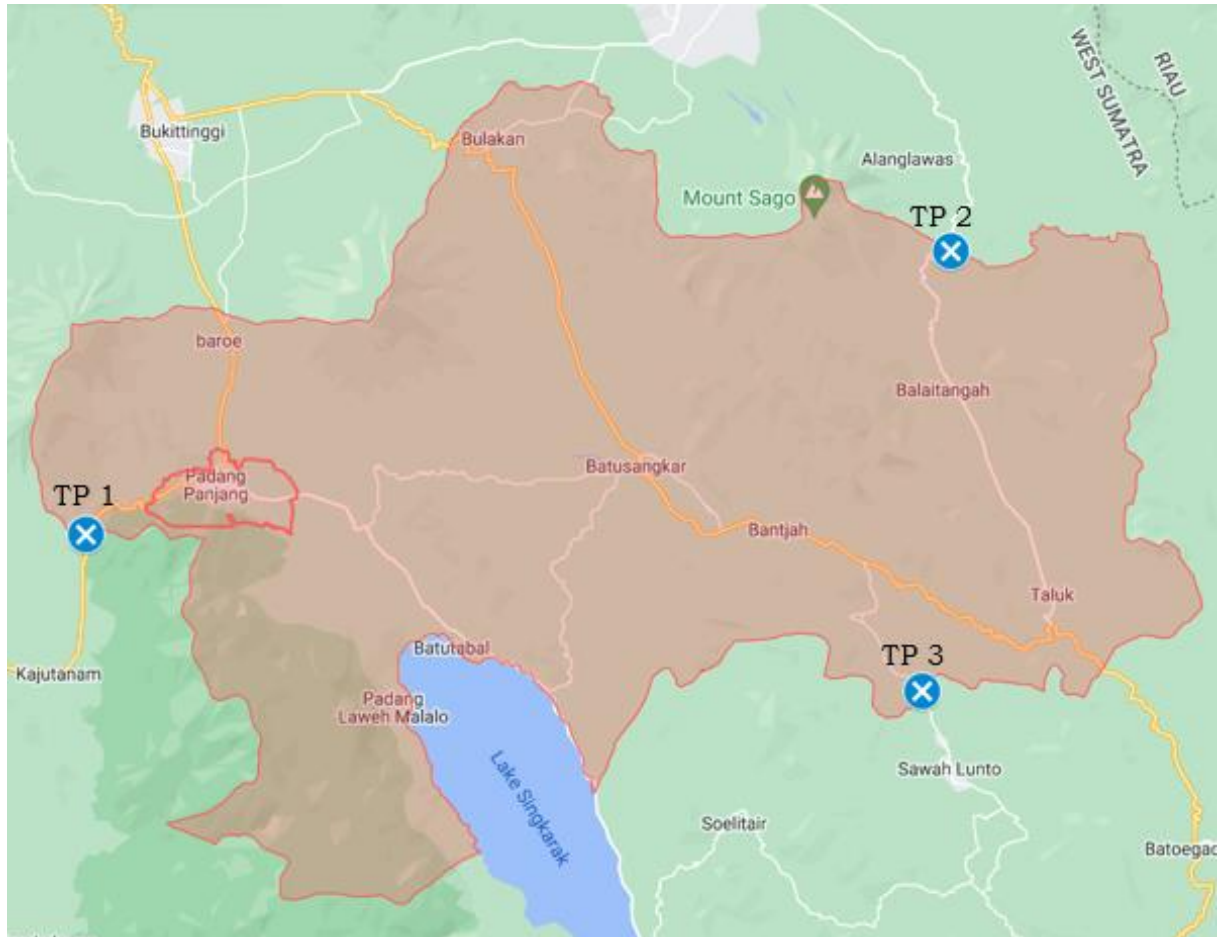 WEST SUMATRA
RIAU
Bukittinggi
Bulakan
Alanglawas
Mount Sago
TP 2
baroe
Balaitangah
Batusangkar
Padang
Panjang
TP 1
Bantjah
Taluk
Batutabal
TP 3
Kajutanam
Padang
Laweh Malalo
Lake Singkarak
Sawah Lunto
Soelitair
Batoegad